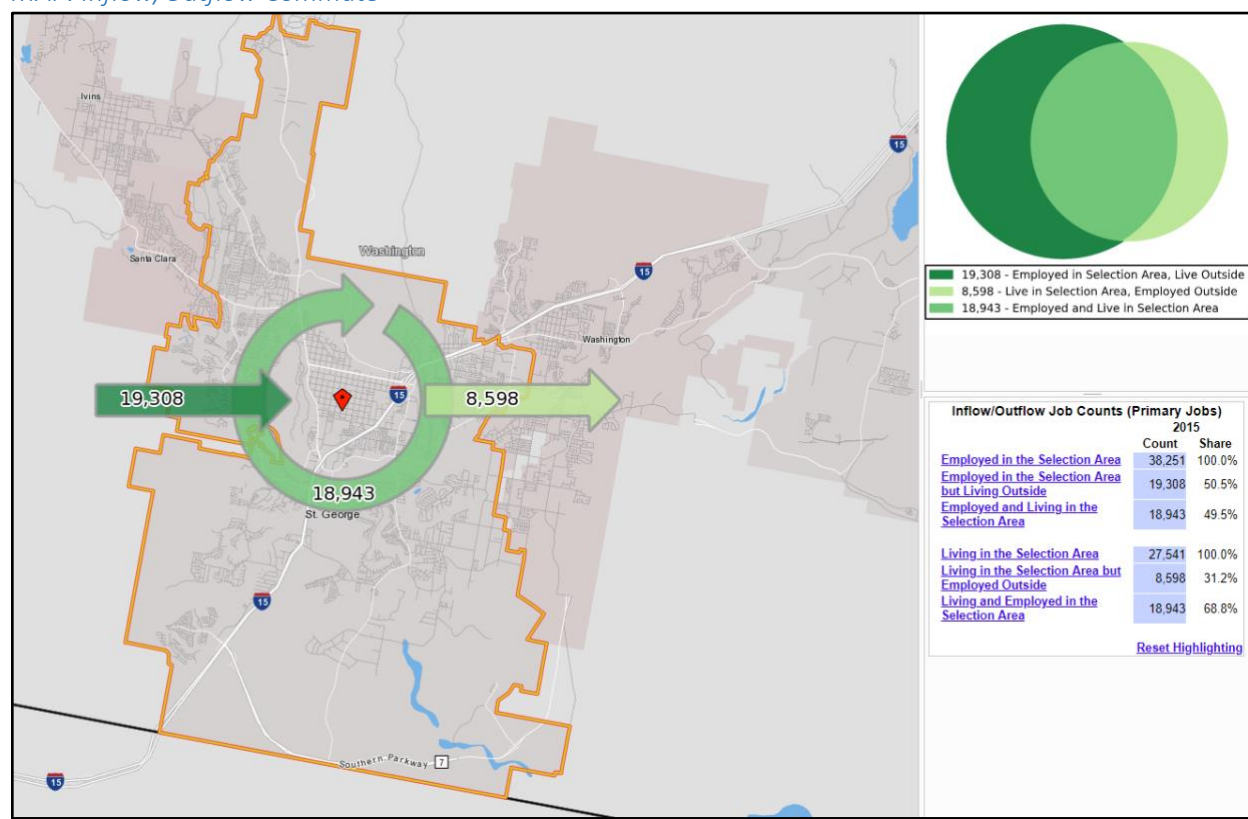 Ivins
15
Santa Clara
Washington
15
Washington
19,308
15
8,598
18,943
St. George
15
Southern Parkway 7
15
19,308 - Employed in Selection Area, Live Outside
8,598 - Live in Selection Area, Employed Outside
18,943 - Employed and Live in Selection Area
Inflow/Outflow Job Counts (Primary Jobs)
2015
Count Share
Employed in the Selection Area 38,251 100.0%
Employed in the Selection Area
but Living Outside 19,308 50.5%
Employed and Living in the
Selection Area 18,943 49.5%
Living in the Selection Area 27,541 100.0%
Living in the Selection Area but
Employed Outside 8,598 31.2%
Living and Employed in the
Selection Area 18,943 68.8%
Reset Highlighting